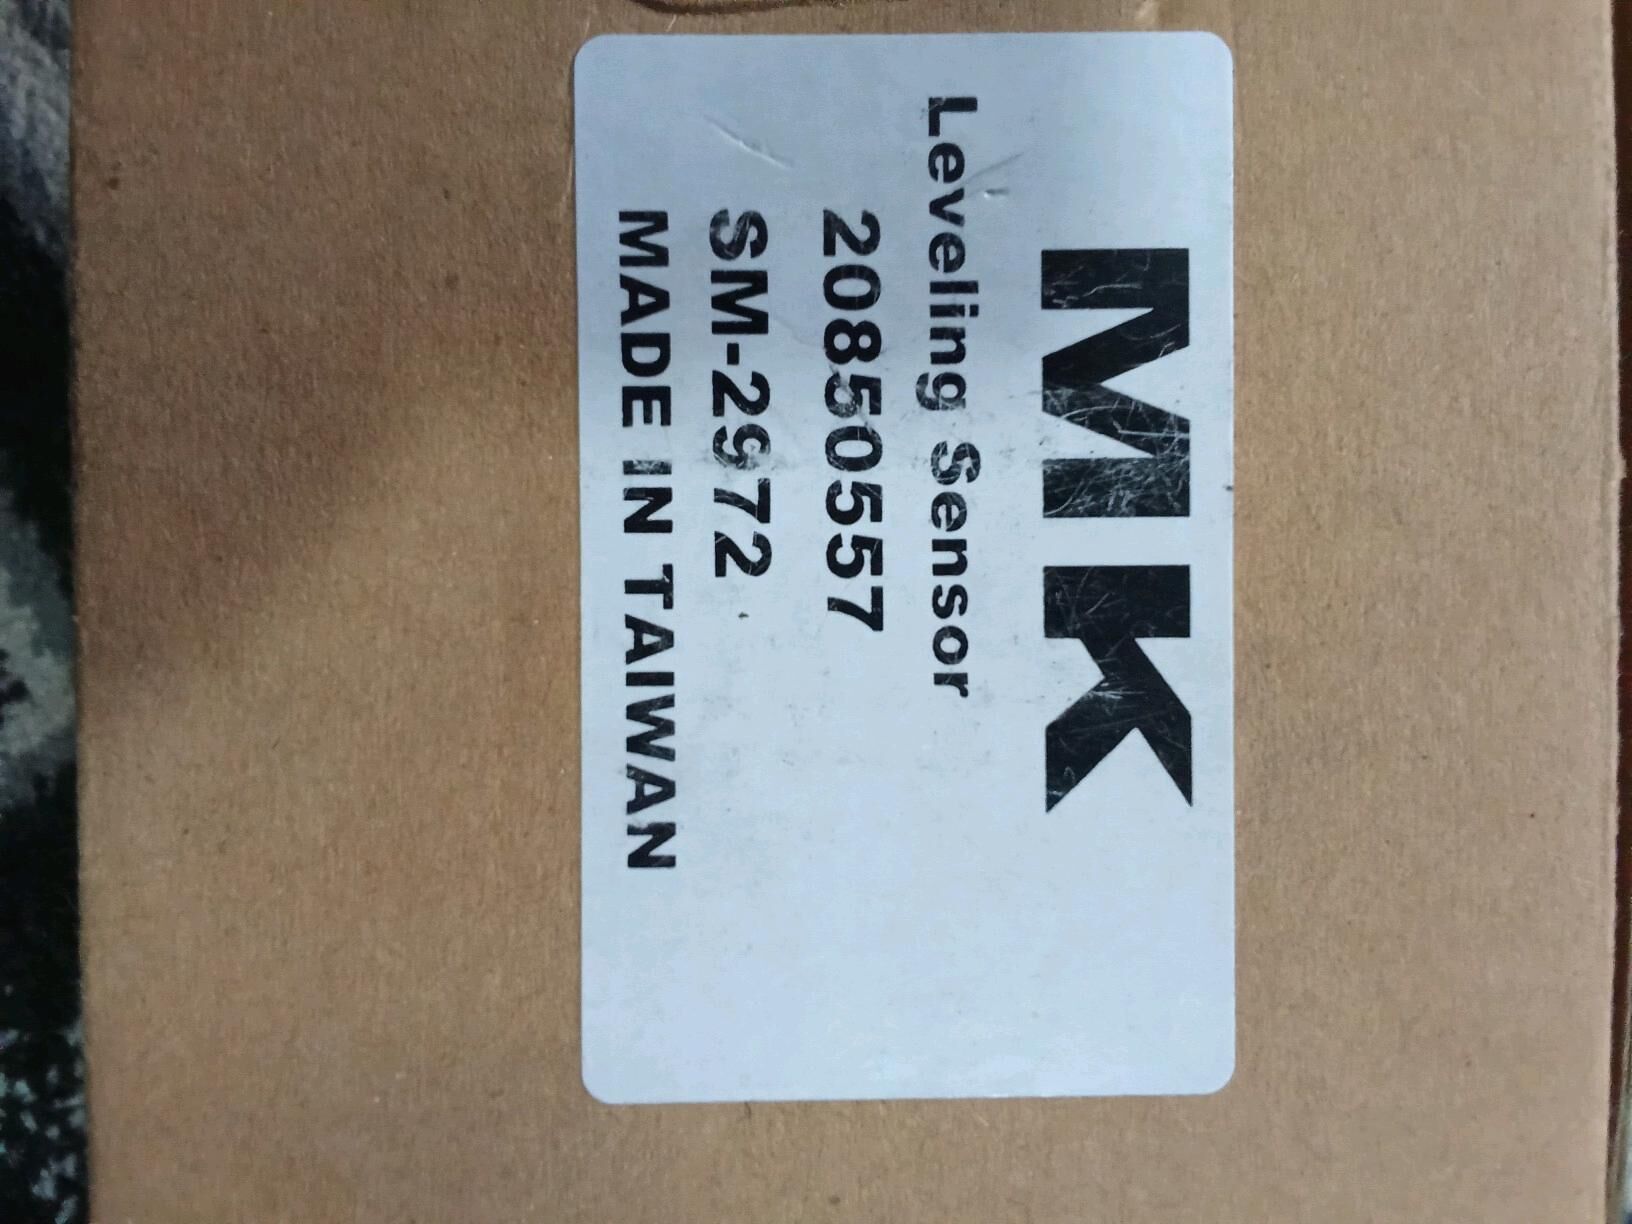 MK
Leveling Sensor
20850557
SM-2972
MADE IN TAIWAN